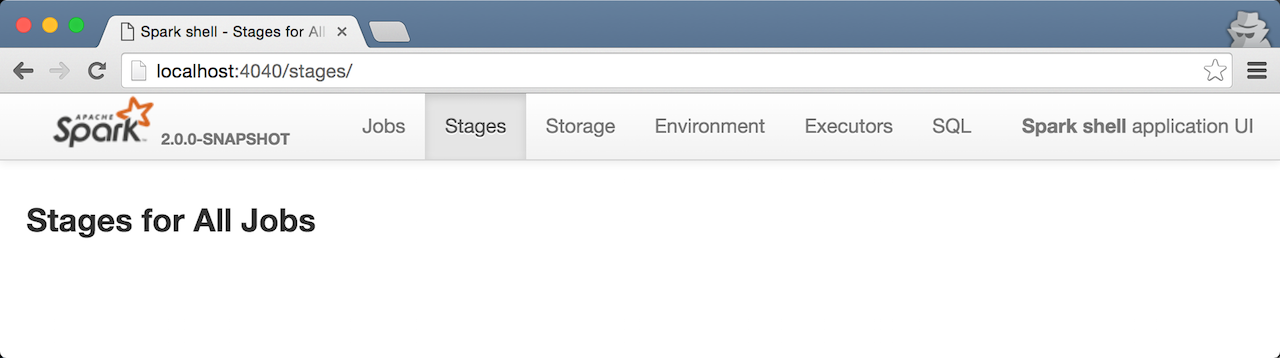 Spark shell - Stages for All
localhost:4040/stages/
APACHE
Spark 2.0.0-SNAPSHOT Jobs Stages Storage Environment Executors SQL Spark shell application UI
Stages for All Jobs